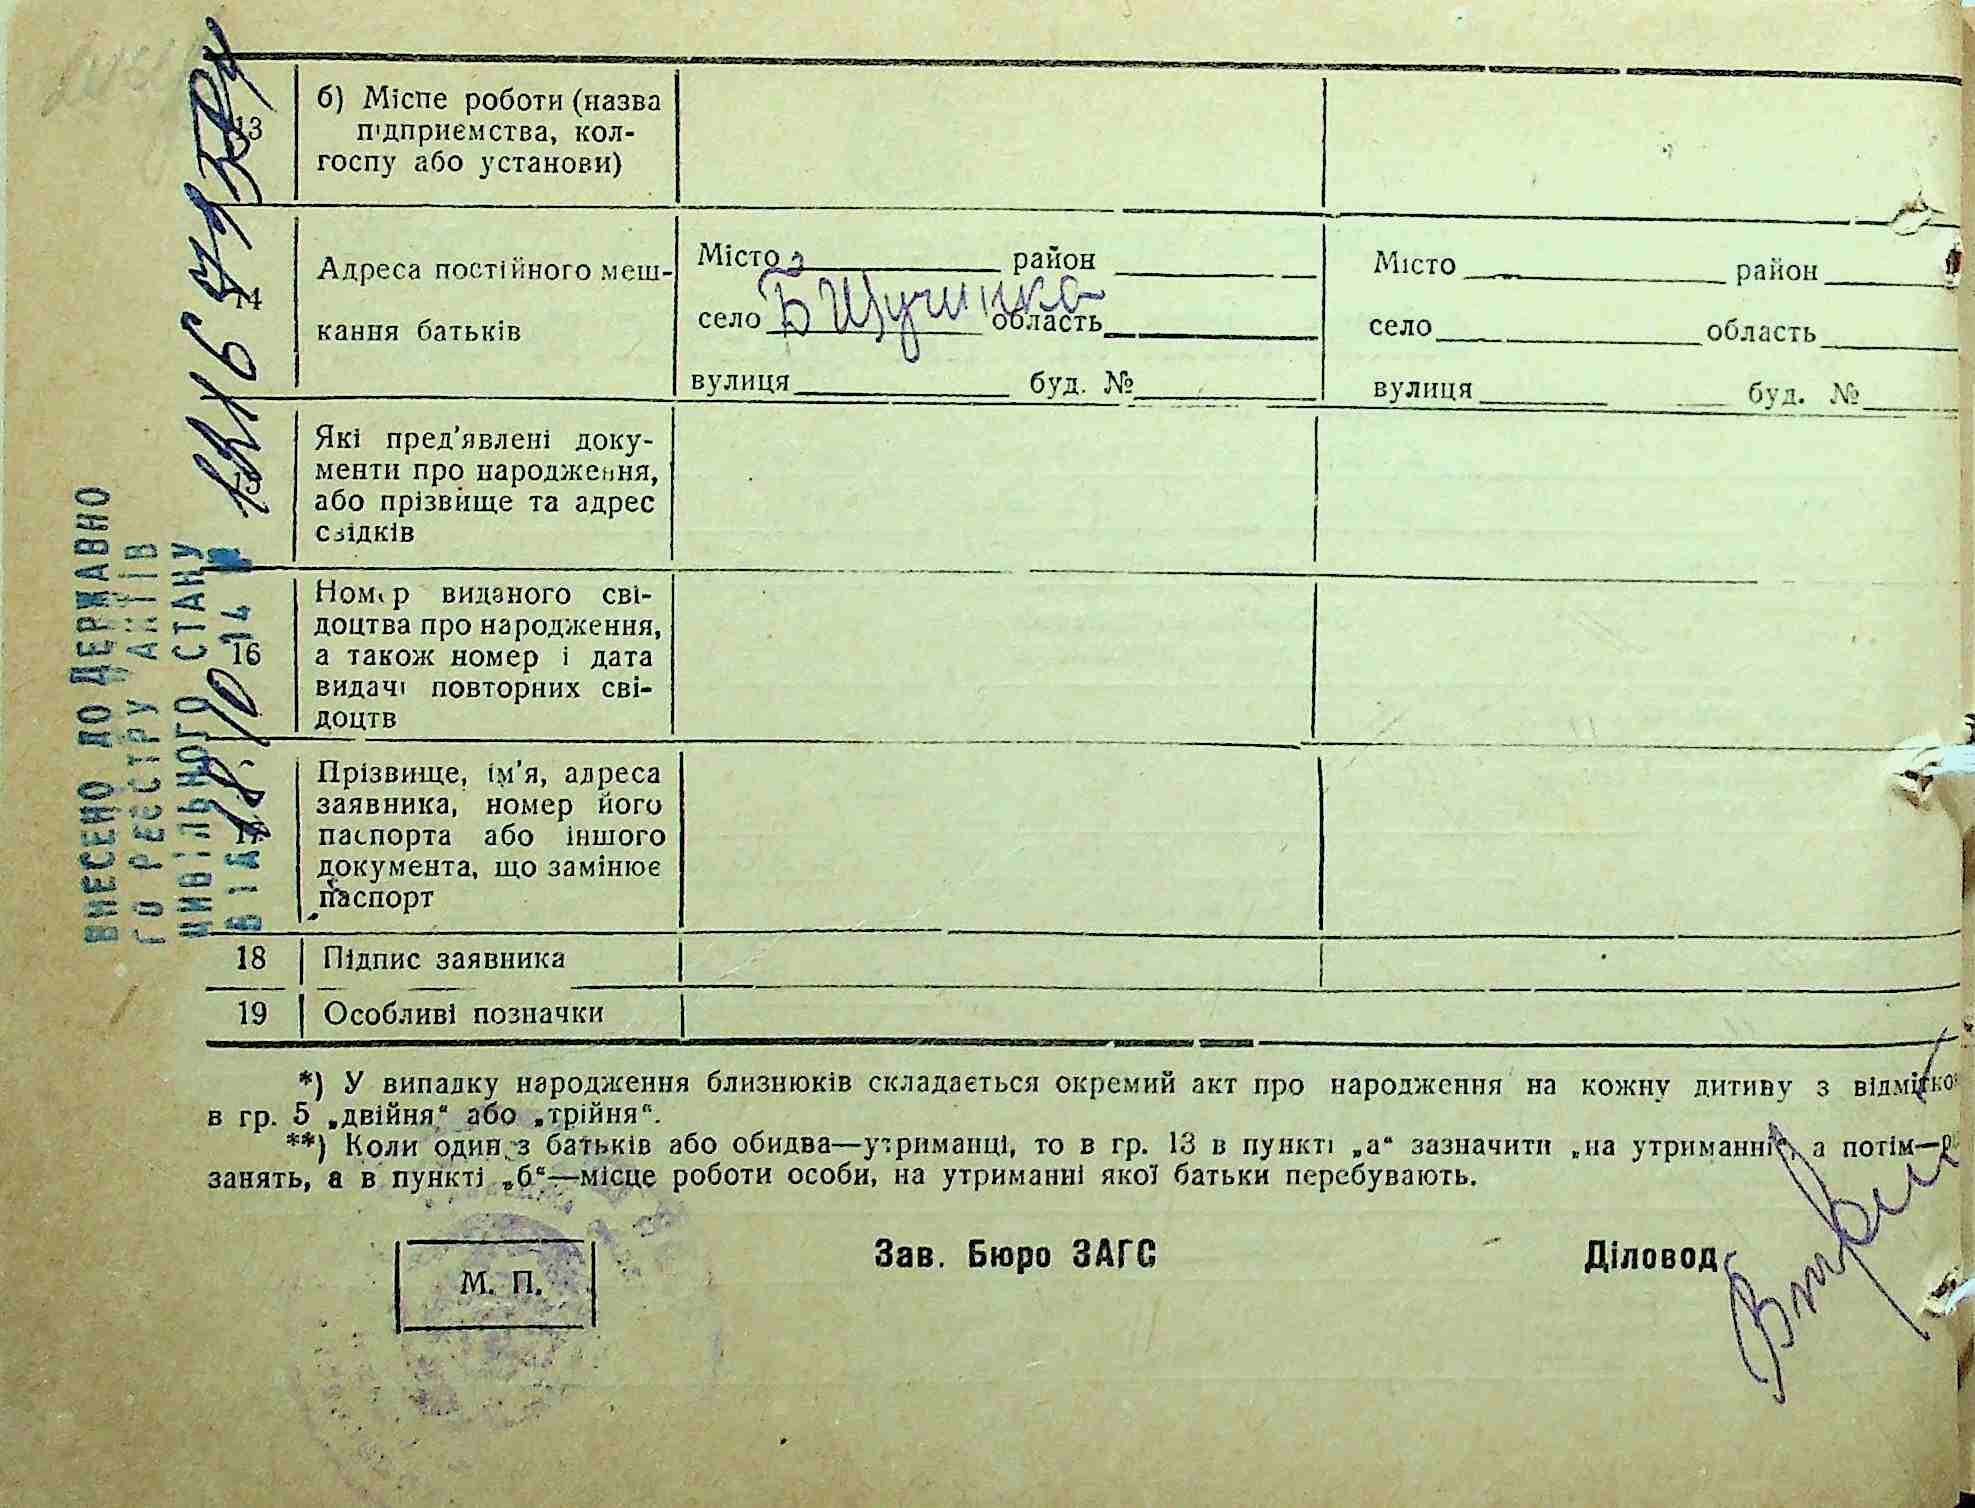 13 б) Місце роботи (назва
підприємства, кол-
госпу або установи)
14 Адреса постійного меш-
кання батьків
Місто район
село Б Щучинка область
вулиця буд. №
Місто район
село область
вулиця буд. №
15 Які пред'явлені доку-
менти про народження,
або прізвище та адрес
свідків
16 Номер виданого сві-
доцтва про народження,
а також номер і дата
видачі повторних сві-
доцтв
17 Прізвище, ім'я, адреса
заявника, номер його
паспорта або іншого
документа, що замінює
паспорт
18 Підпис заявника
19 Особливі позначки
*) У випадку народження близнюків складається окремий акт про народження на кожну дитину з відмітко
в гр. 5 „двійня“ або „трійня“.
**) Коли один з батьків або обидва—утриманці, то в гр. 13 в пункті „а“ зазначити „на утриманні“, а потім—р
занять, а в пункті „б“—місце роботи особи, на утриманні якої батьки перебувають.
М. П.
Зав. Бюро ЗАГС
Діловод
ВНЕСЕНО ДО ДЕРЖАВНО
ГО РЕЄСТРУ АКТІВ
ЦИВІЛЬНОГО СТАНУ